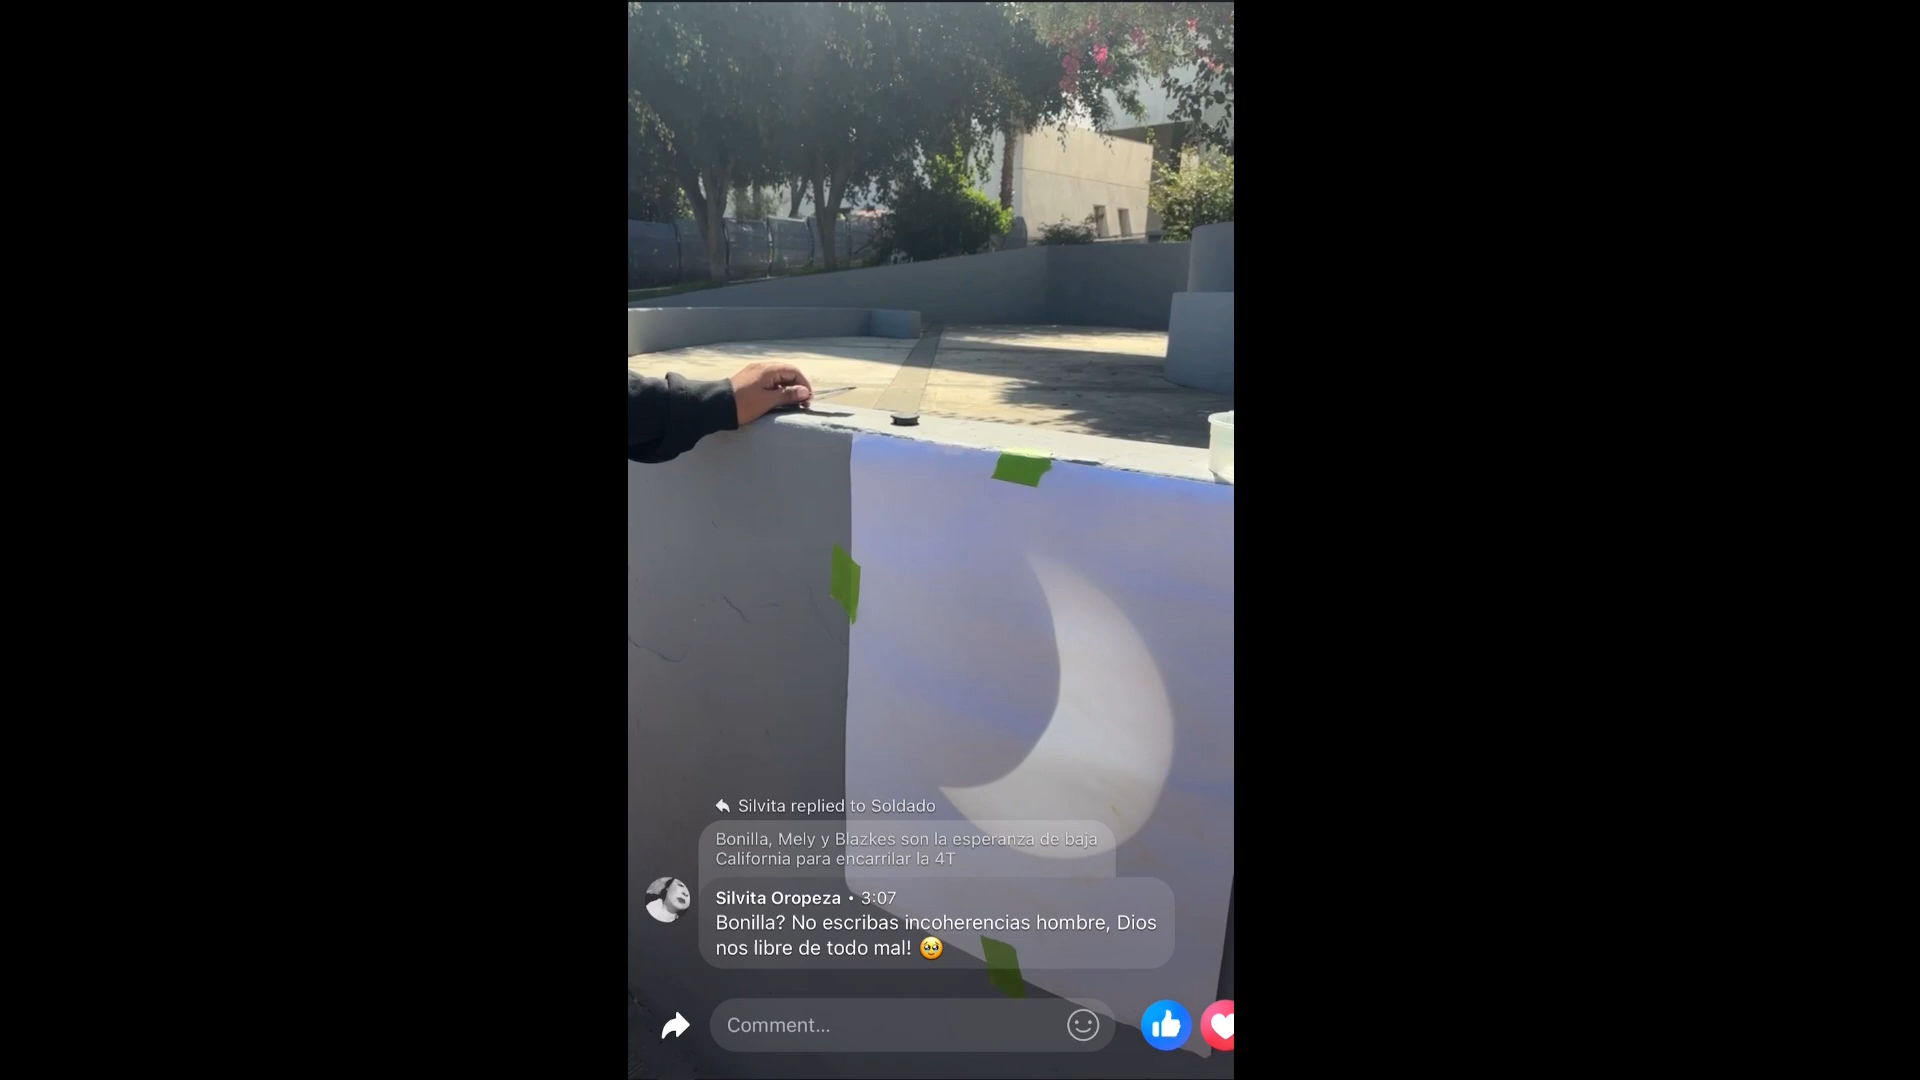 Silvita replied to Soldado
Bonilla, Mely y Blazkes son la esperanza de baja
California para encarrilar la 4T
Silvita Oropeza • 3:07
Bonilla? No escribas incoherencias hombre, Dios
nos libre de todo mal! 🥹
Comment...